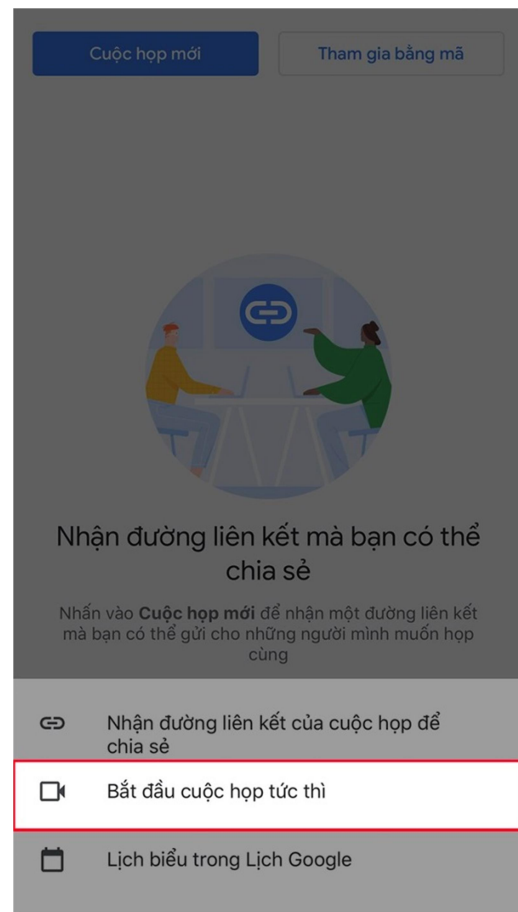 Cuộc họp mới
Tham gia bằng mã
Nhận đường liên kết mà bạn có thể
chia sẻ
Nhấn vào Cuộc họp mới để nhận một đường liên kết
mà bạn có thể gửi cho những người mình muốn họp
cùng
Nhận đường liên kết của cuộc họp để
chia sẻ
Bắt đầu cuộc họp tức thì
Lịch biểu trong Lịch Google